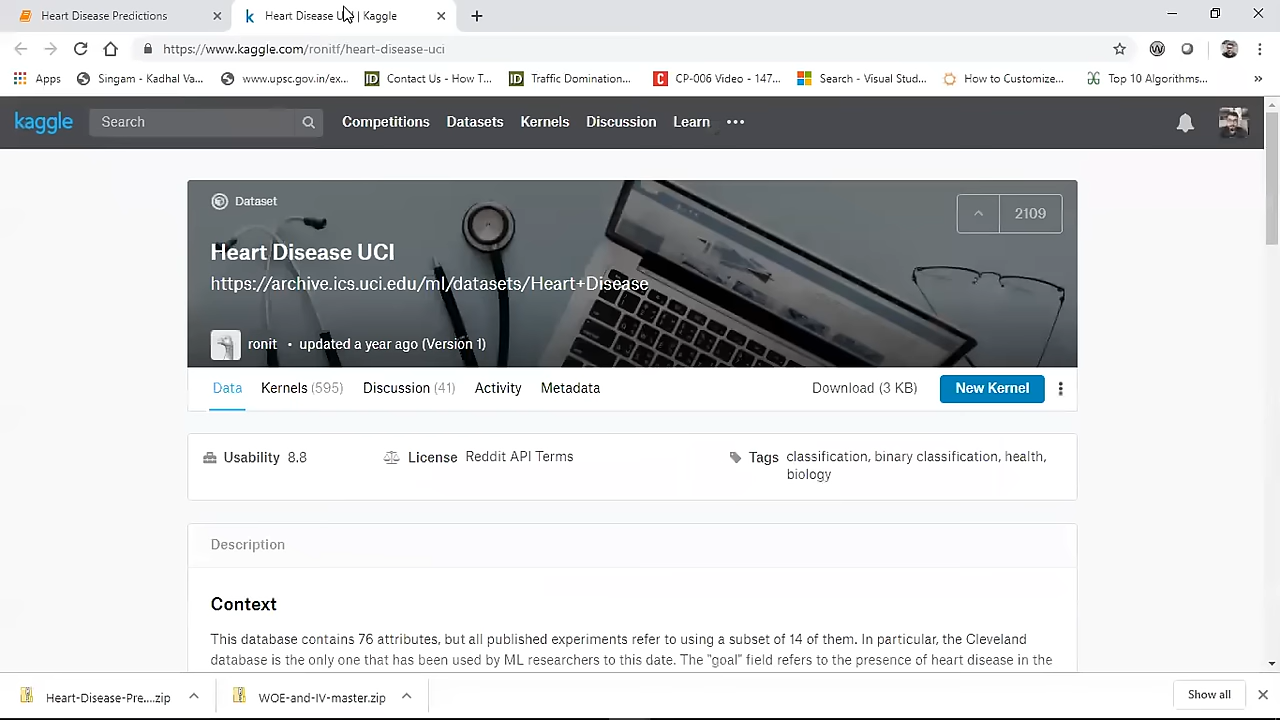 Heart Disease Predictions
k Heart Disease U | Kaggle
https://www.kaggle.com/ronitf/heart-disease-uci
Apps Singam - Kadhal Va... www.upsc.gov.in/ex... ID Contact Us - How T... ID Traffic Domination... C CP-006 Video - 147... Search - Visual Stud... How to Customize... Top 10 Algorithms... »
kaggle Search Competitions Datasets Kernels Discussion Learn
Dataset
2109
Heart Disease UCI
https://archive.ics.uci.edu/ml/datasets/Heart+Disease
ronit • updated a year ago (Version 1)
Data Kernels (595) Discussion (41) Activity Metadata Download (3 KB) New Kernel
Usability 8.8 License Reddit API Terms Tags classification, binary classification, health,
biology
Description
Context
This database contains 76 attributes, but all published experiments refer to using a subset of 14 of them. In particular, the Cleveland
database is the only one that has been used by ML researchers to this date. The "goal" field refers to the presence of heart disease in the
Heart-Disease-Pre....zip WOE-and-IV-master.zip Show all